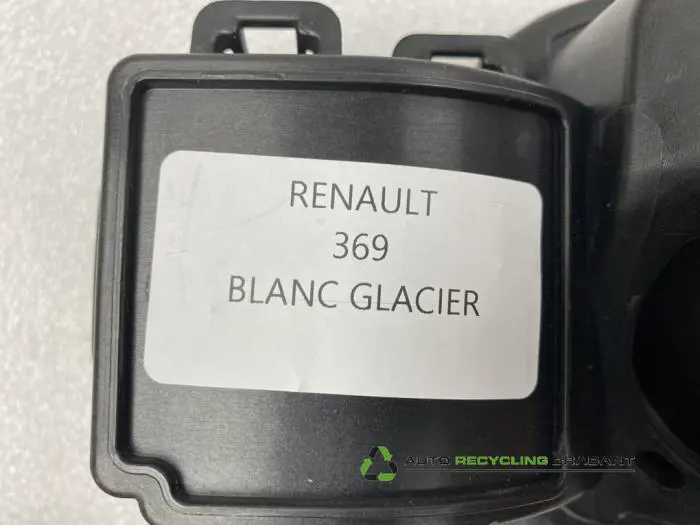 RENAULT
369
BLANC GLACIER
AUTO RECYCLING BRABANT